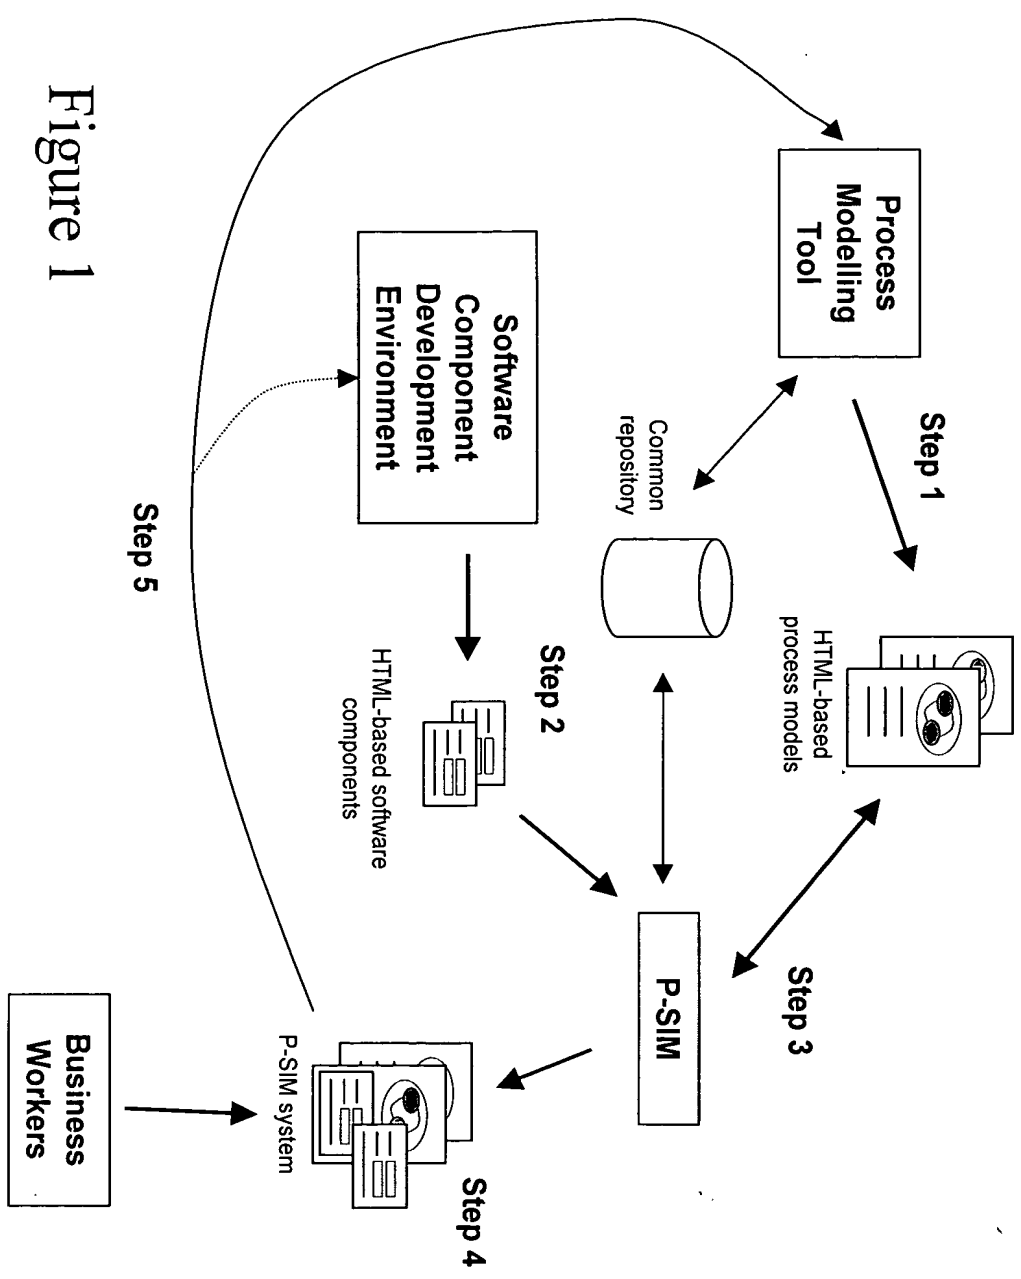 Process
Modelling
Tool
Step 1
HTML-based
process models
Step 3
Common
repository
P-SIM
Software
Component
Development
Environment
Step 2
HTML-based software
components
Step 4
P-SIM system
Step 5
Business
Workers
Figure 1